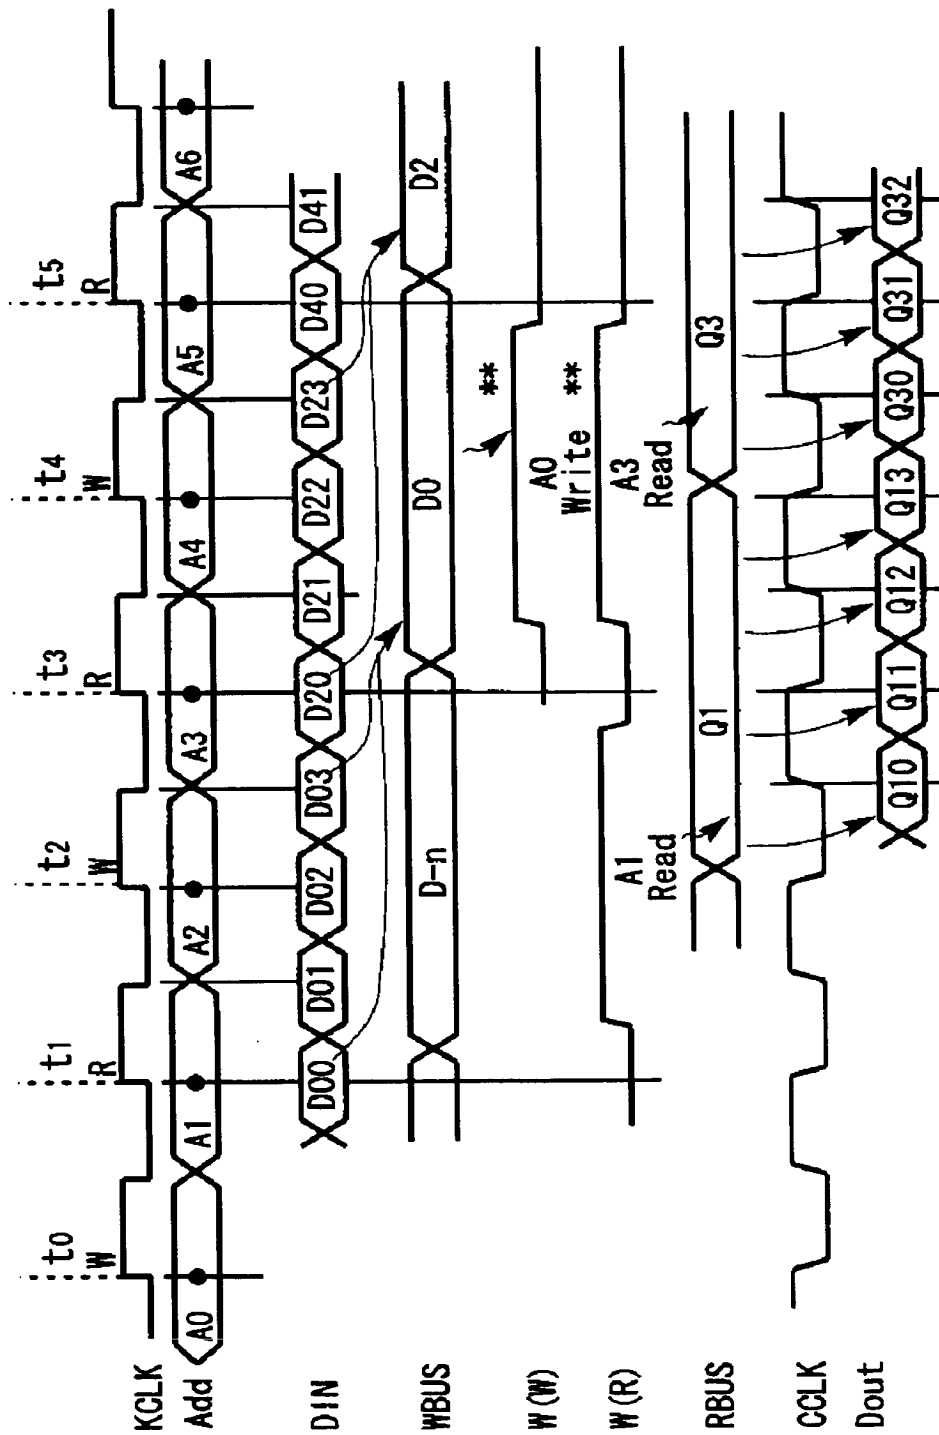 t0 t1 t2 t3 t4 t5
W R W R W R
KCLK
Add A0 A1 A2 A3 A4 A5 A6
DIN D00 D01 D02 D03 D20 D21 D22 D23 D40 D41
WBUS D-n D0 D2
W(W) **
A0
Write **
W(R)
A1 A3
Read Read
RBUS Q1 Q3
CCLK
Dout Q10 Q11 Q12 Q13 Q30 Q31 Q32